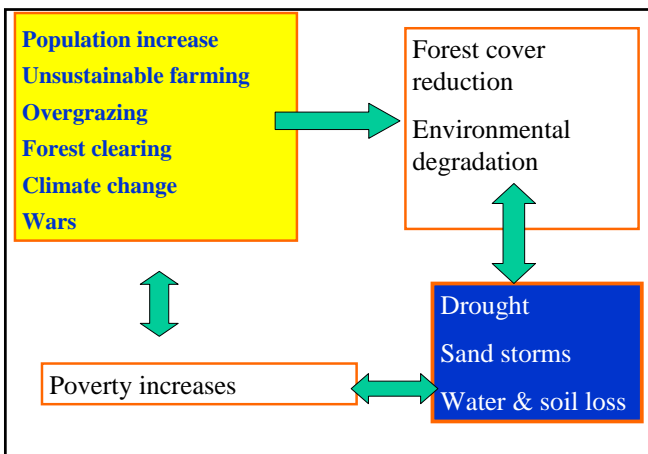 Population increase
Unsustainable farming
Overgrazing
Forest clearing
Climate change
Wars
Forest cover
reduction
Environmental
degradation
Drought
Sand storms
Water & soil loss
Poverty increases